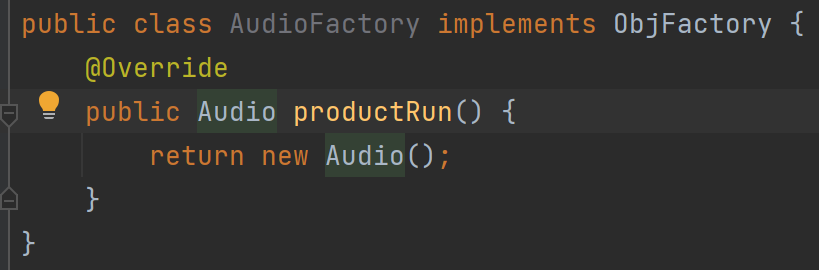 public class AudioFactory implements ObjFactory {
    @Override
    public Audio productRun() {
        return new Audio();
    }
}